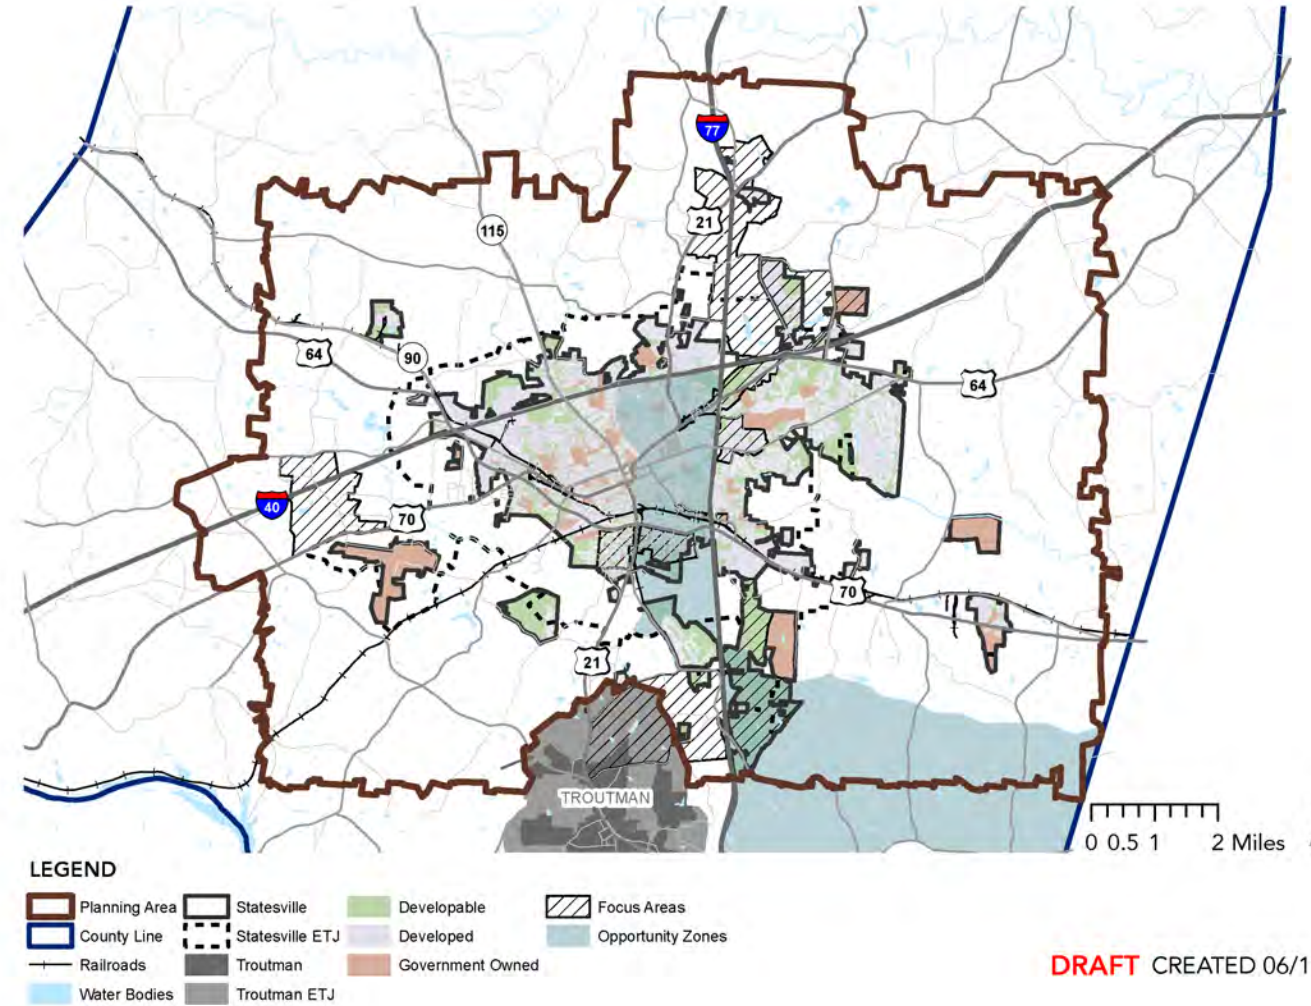 77
21
115
64
90
64
40
70
70
21
TROUTMAN
0 0.5 1 2 Miles
LEGEND
Planning Area Statesville Developable Focus Areas
County Line Statesville ETJ Developed Opportunity Zones
Railroads Troutman Government Owned
Water Bodies Troutman ETJ
DRAFT CREATED 06/1